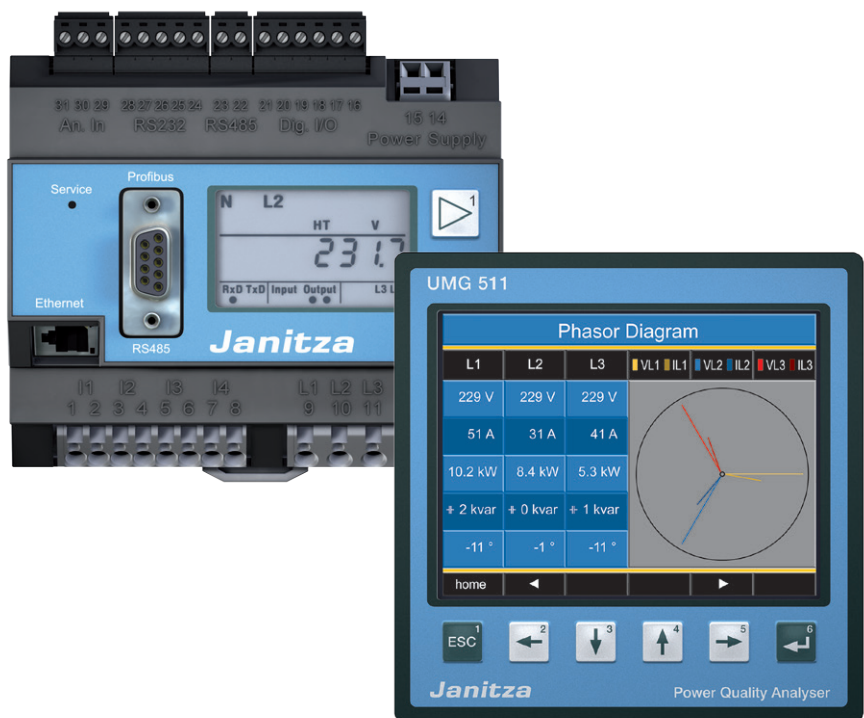 31 30 29 28 27 26 25 24 23 22 21 20 19 18 17 16
An. In RS232 RS485 Dig. I/O
15 14
Power Supply
Service
Profibus
1
N L2
HT V
231.7
RxD TxD Input Output L3 L
Ethernet
RS485
Janitza
I1 I2 I3 I4 L1 L2 L3
1 2 3 4 5 6 7 8 9 10 11
UMG 511
Phasor Diagram
L1 L2 L3 VL1 IL1 VL2 IL2 VL3 IL3
229 V 229 V 229 V
51 A 31 A 41 A
10.2 kW 8.4 kW 5.3 kW
2 kvar 0 kvar 1 kvar
-11 ° -1 ° -11 °
home
ESC 1 2 3 4 5 6
Janitza
Power Quality Analyser